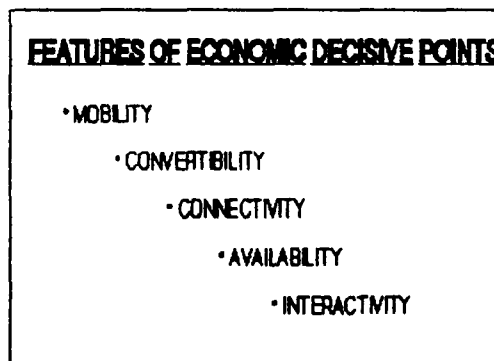 FEATURES OF ECONOMIC DECISIVE POINTS
• MOBILITY
• CONVERTIBILITY
• CONNECTIVITY
• AVAILABILITY
• INTERACTIVITY